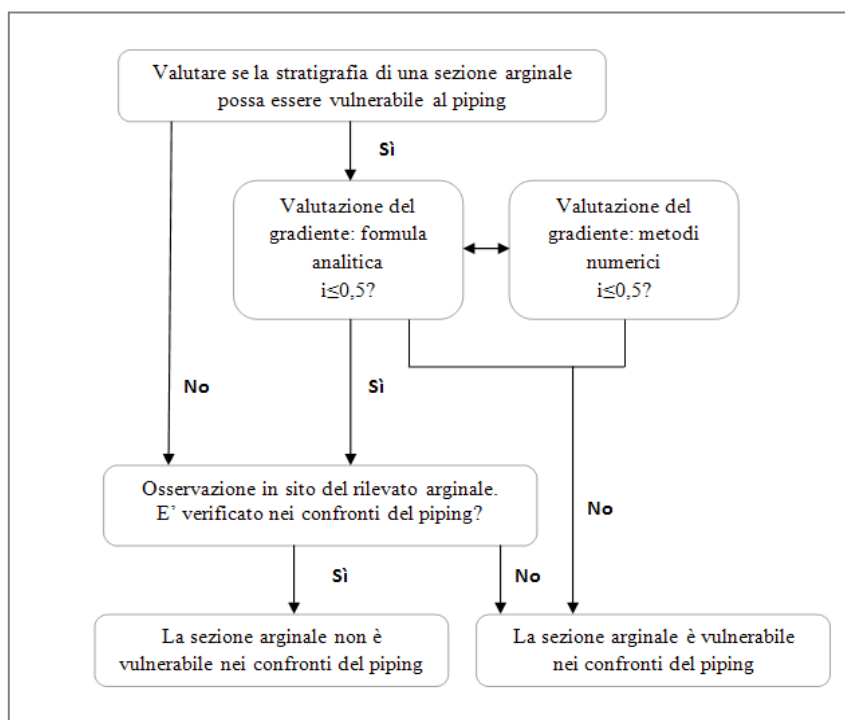 Valutare se la stratigrafia di una sezione arginale
possa essere vulnerabile al piping
Sì
Valutazione del
gradiente: formula
analitica
i≤0,5?
Valutazione del
gradiente: metodi
numerici
i≤0,5?
No
Sì
Osservazione in sito del rilevato arginale.
E' verificato nei confronti del piping?
No
Sì
No
La sezione arginale non è
vulnerabile nei confronti del piping
La sezione arginale è vulnerabile
nei confronti del piping